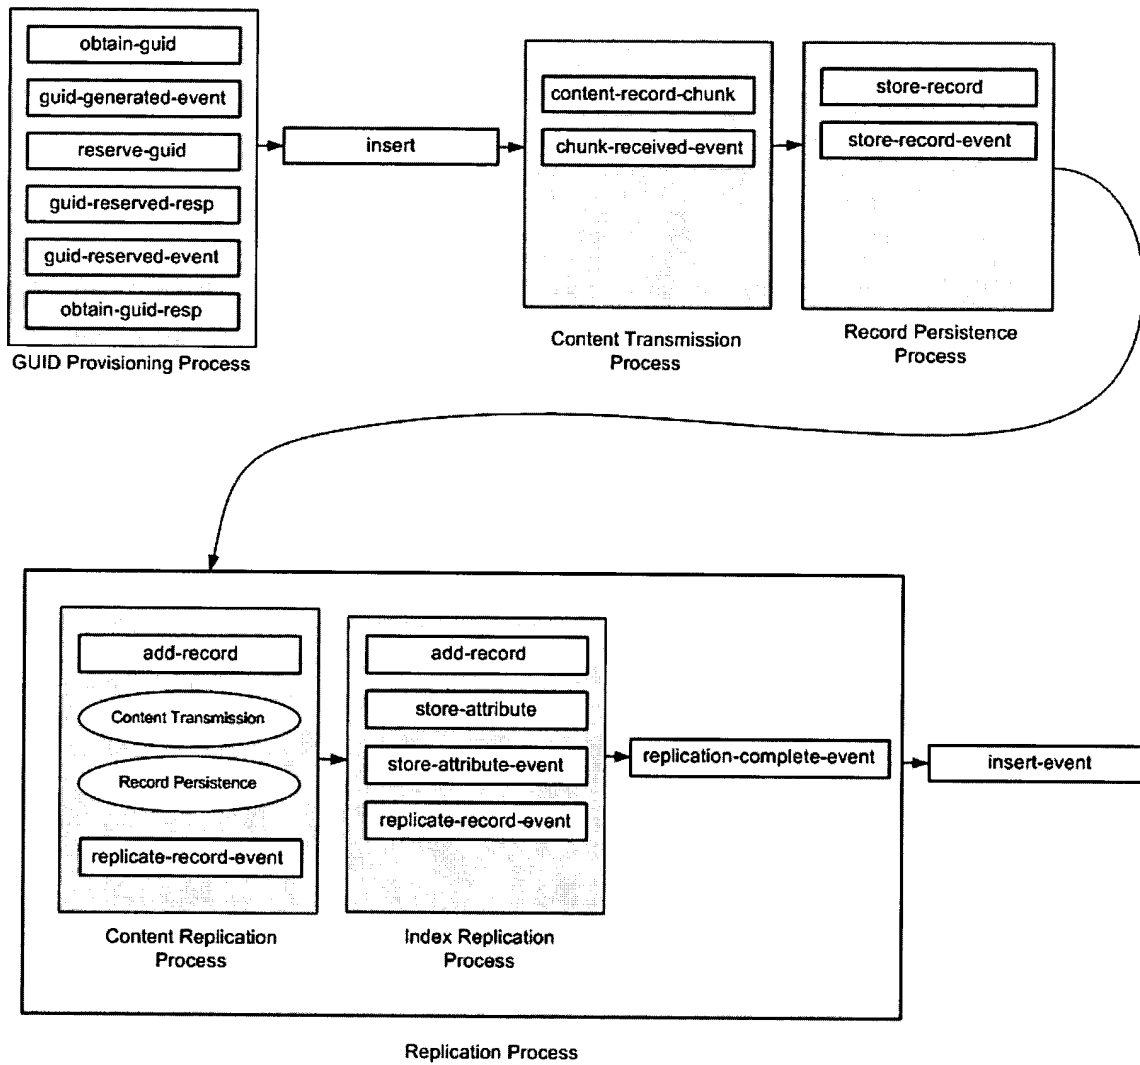 obtain-guid
guid-generated-event
reserve-guid
guid-reserved-resp
guid-reserved-event
obtain-guid-resp
GUID Provisioning Process
insert
content-record-chunk
chunk-received-event
Content Transmission
Process
store-record
store-record-event
Record Persistence
Process
add-record
Content Transmission
Record Persistence
replicate-record-event
Content Replication
Process
add-record
store-attribute
store-attribute-event
replicate-record-event
Index Replication
Process
replication-complete-event
insert-event
Replication Process